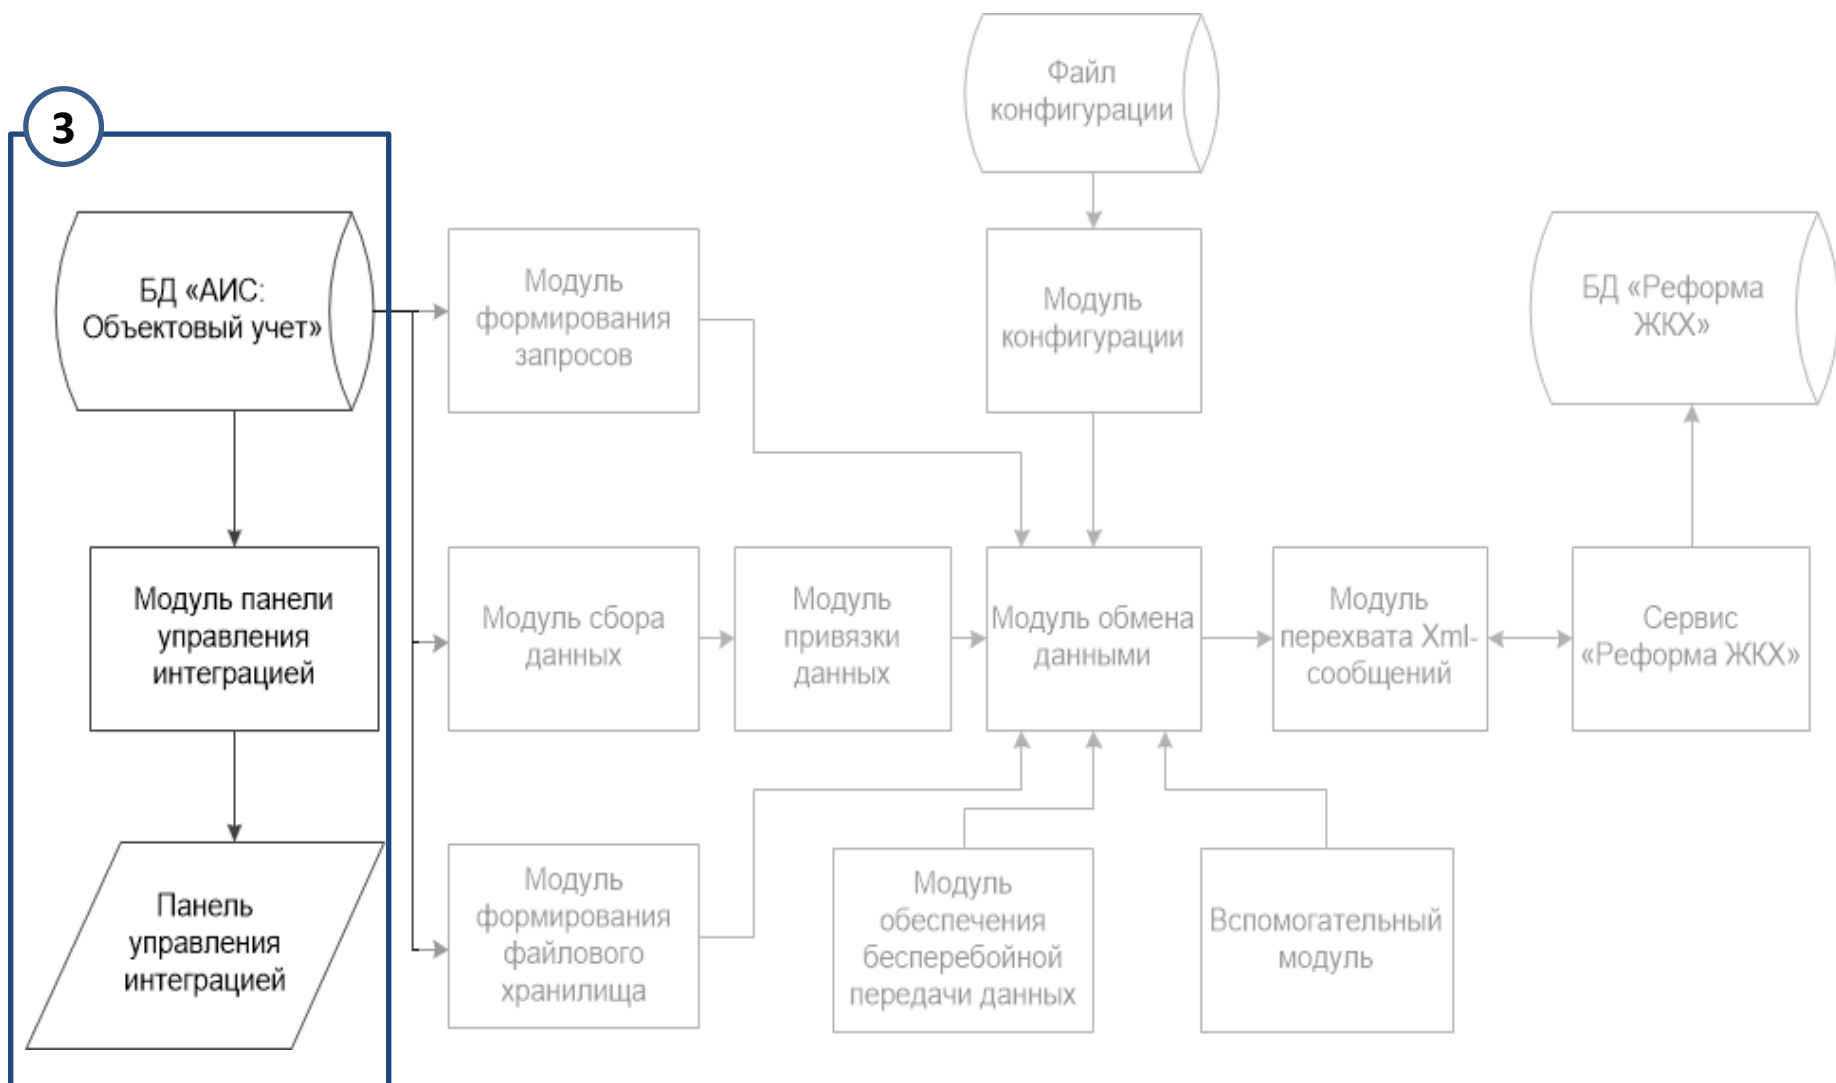 3
Файл
конфигурации
БД «АИС:
Объектовый учет»
Модуль
формирования
запросов
Модуль
конфигурации
БД «Реформа
ЖКХ»
Модуль панели
управления
интеграцией
Модуль сбора
данных
Модуль
привязки
данных
Модуль обмена
данными
Модуль
перехвата Xml-
сообщений
Сервис
«Реформа ЖКХ»
Панель
управления
интеграцией
Модуль
формирования
файлового
хранилища
Модуль
обеспечения
бесперебойной
передачи данных
Вспомогательный
модуль